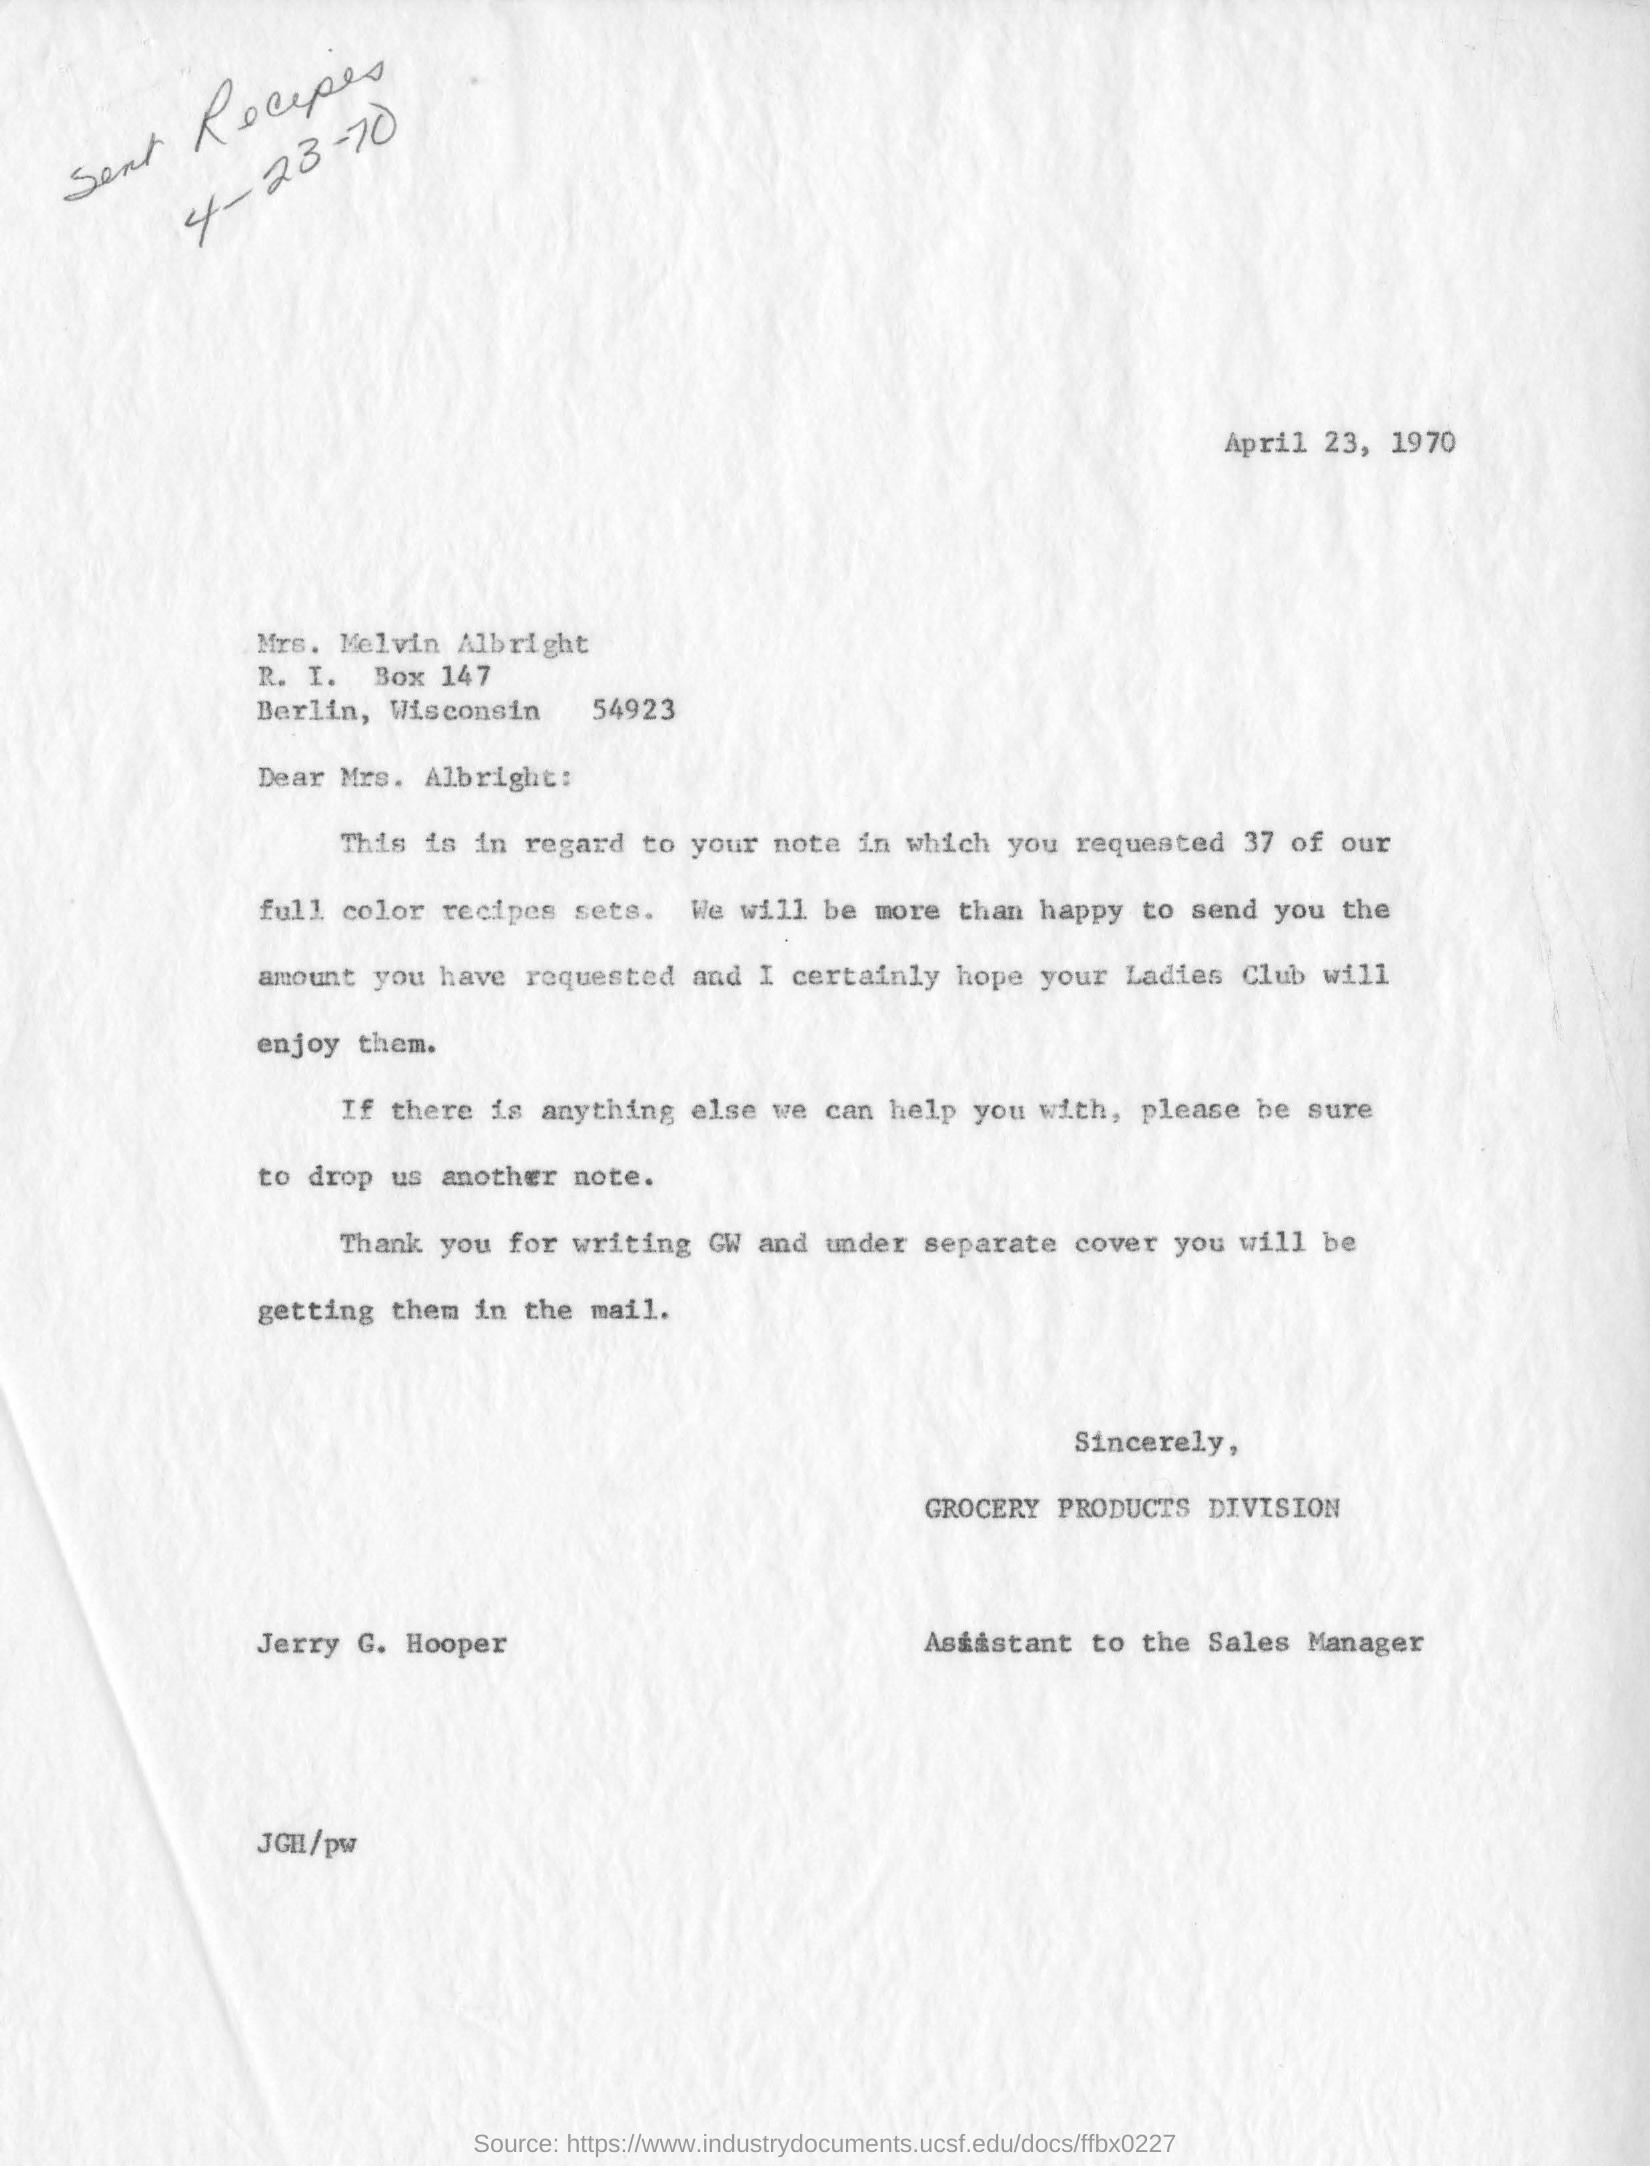 Sent Recipes
4-23-70
April 23, 1970
Mrs. Melvin Albright
R. I. Box 147
Berlin, Wisconsin 54923
Dear Mrs. Albright:
This is in regard to your note in which you requested 37 of our
full color recipes sets. We will be more than happy to send you the
amount you have requested and I certainly hope your Ladies Club will
enjoy them.
If there is anything else we can help you with, please be sure
to drop us another note.
Thank you for writing GW and under separate cover you will be
getting them in the mail.
Sincerely,
GROCERY PRODUCTS DIVISION
Jerry G. Hooper Assistant to the Sales Manager
JGH/pw
Source: https://www.industrydocuments.ucsf.edu/docs/ffbx0227